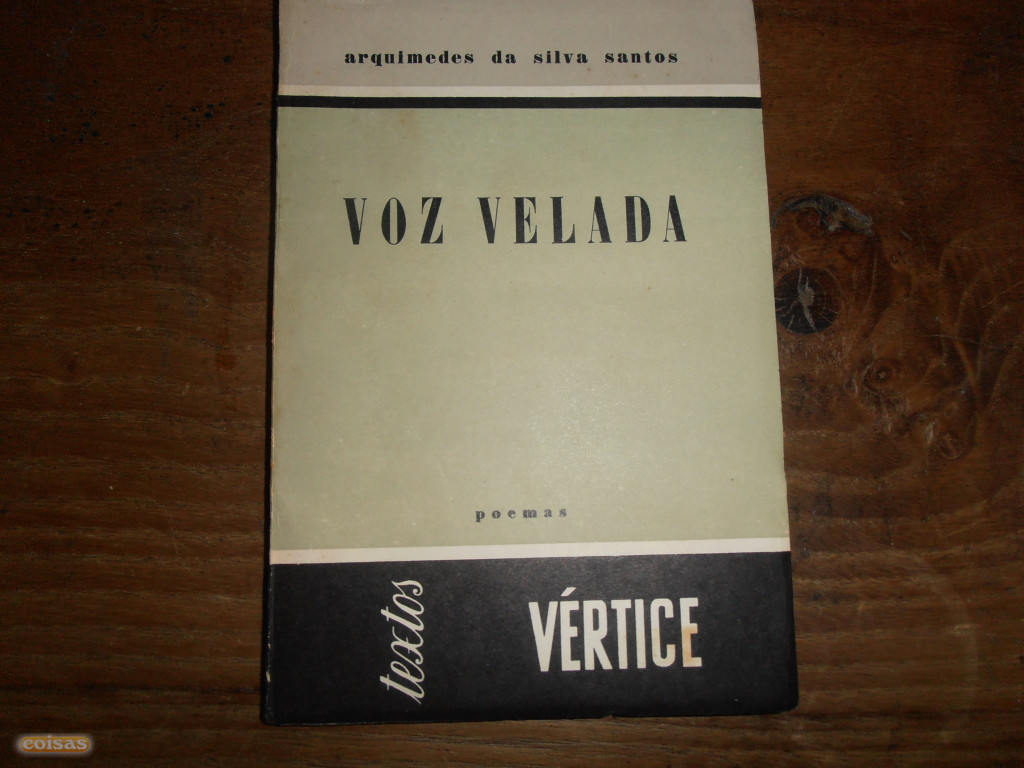 arquimedes da silva santos
VOZ VELADA
poemas
textos
VÉRTICE
coisas